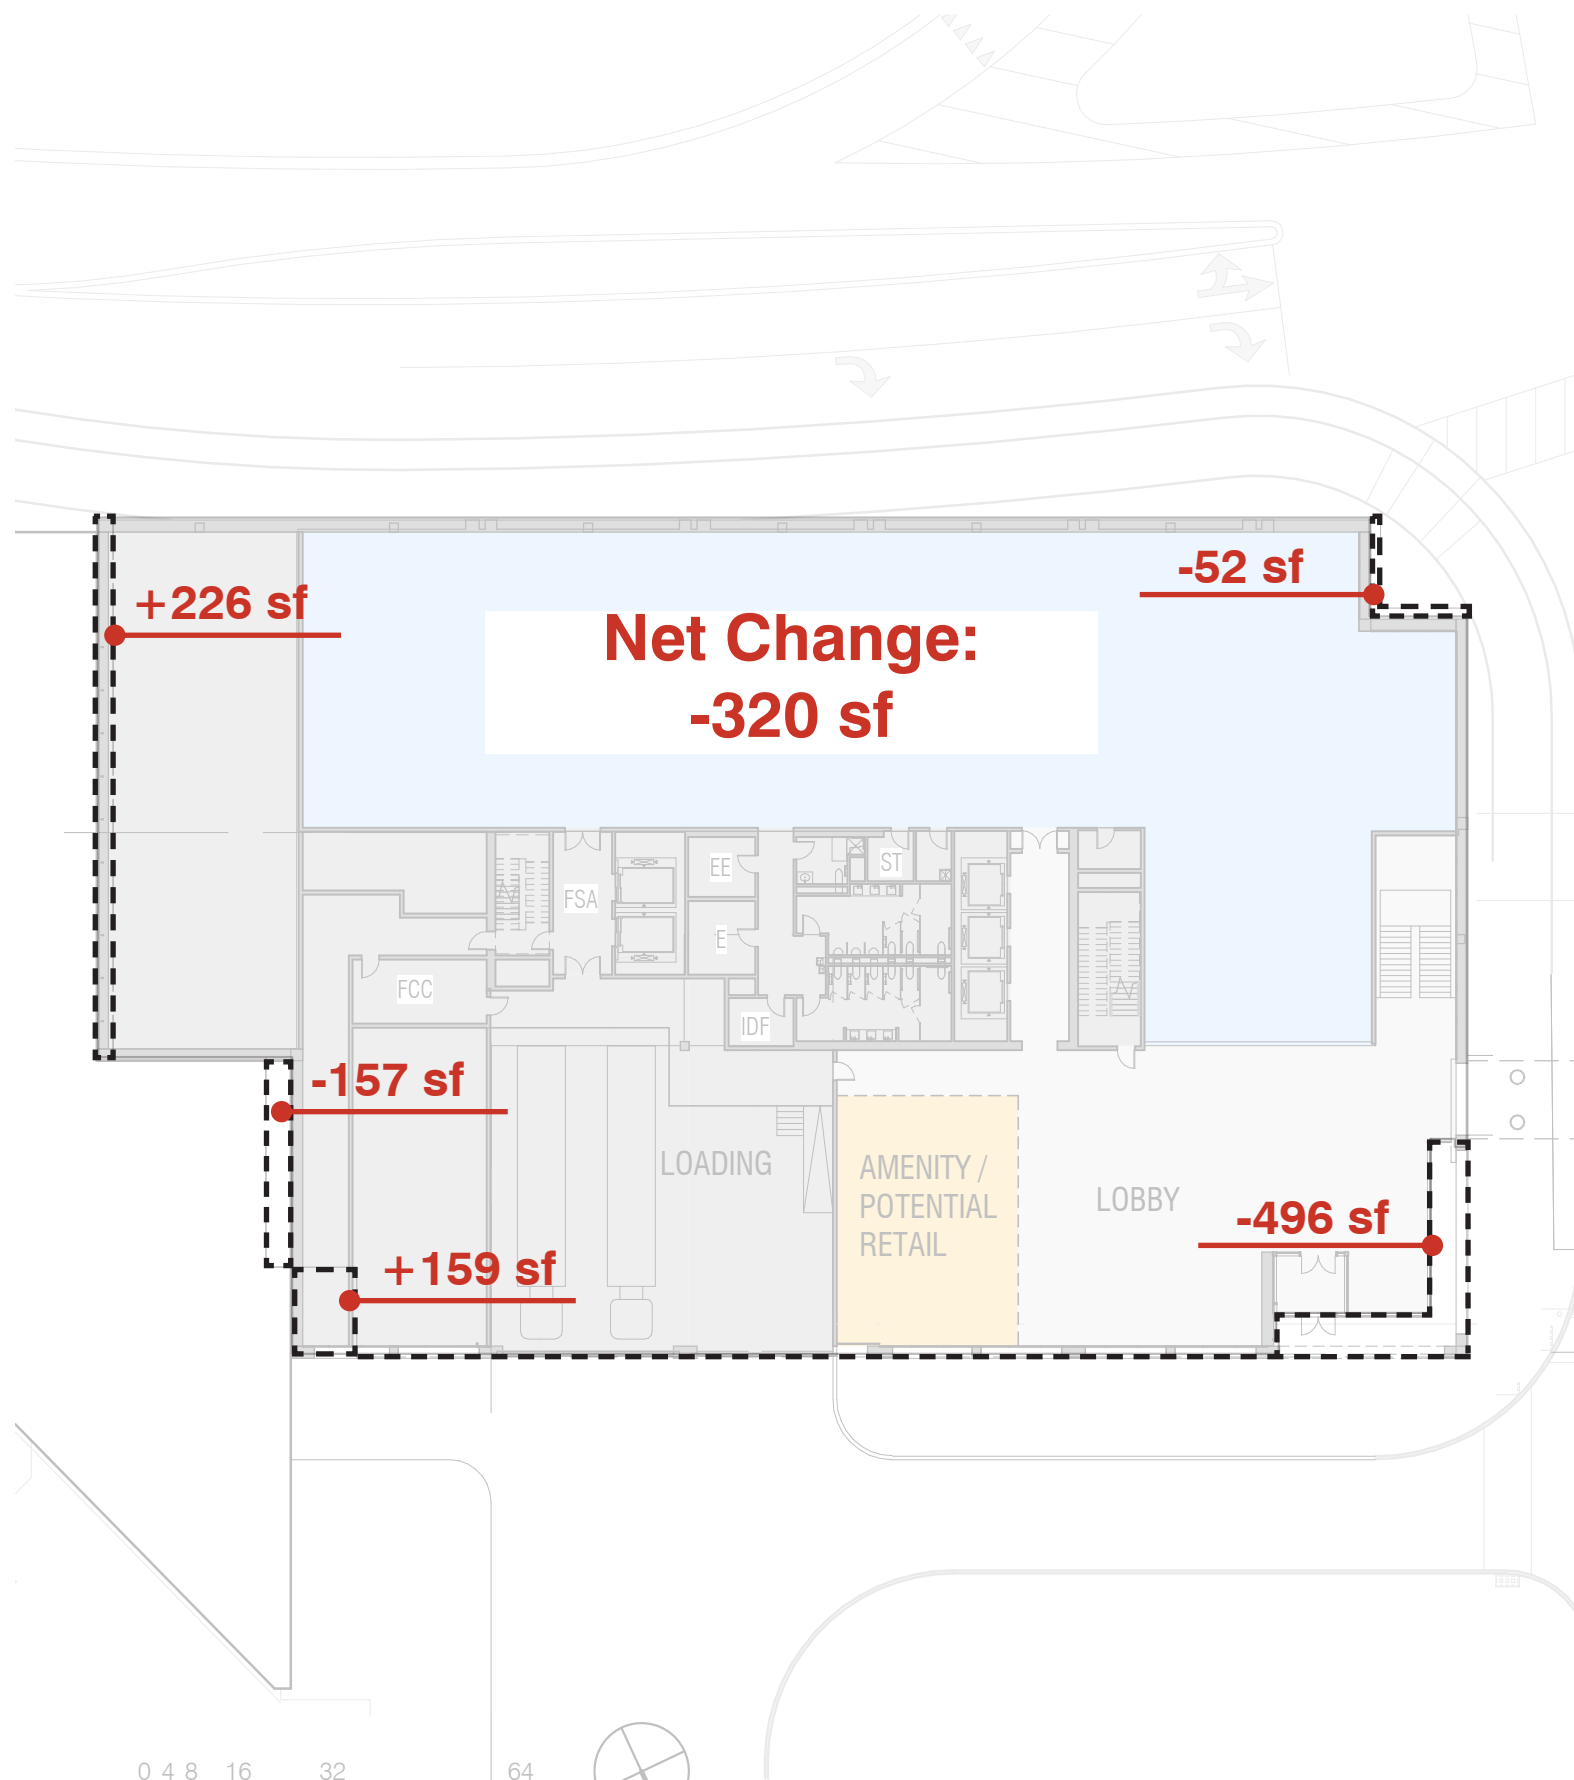 -52 sf
+226 sf
Net Change:
-320 sf
EE
ST
FSA
E
FCC
IDF
-157 sf
LOADING
AMENITY /
POTENTIAL
RETAIL
LOBBY
-496 sf
+159 sf
0 4 8 16 32 64